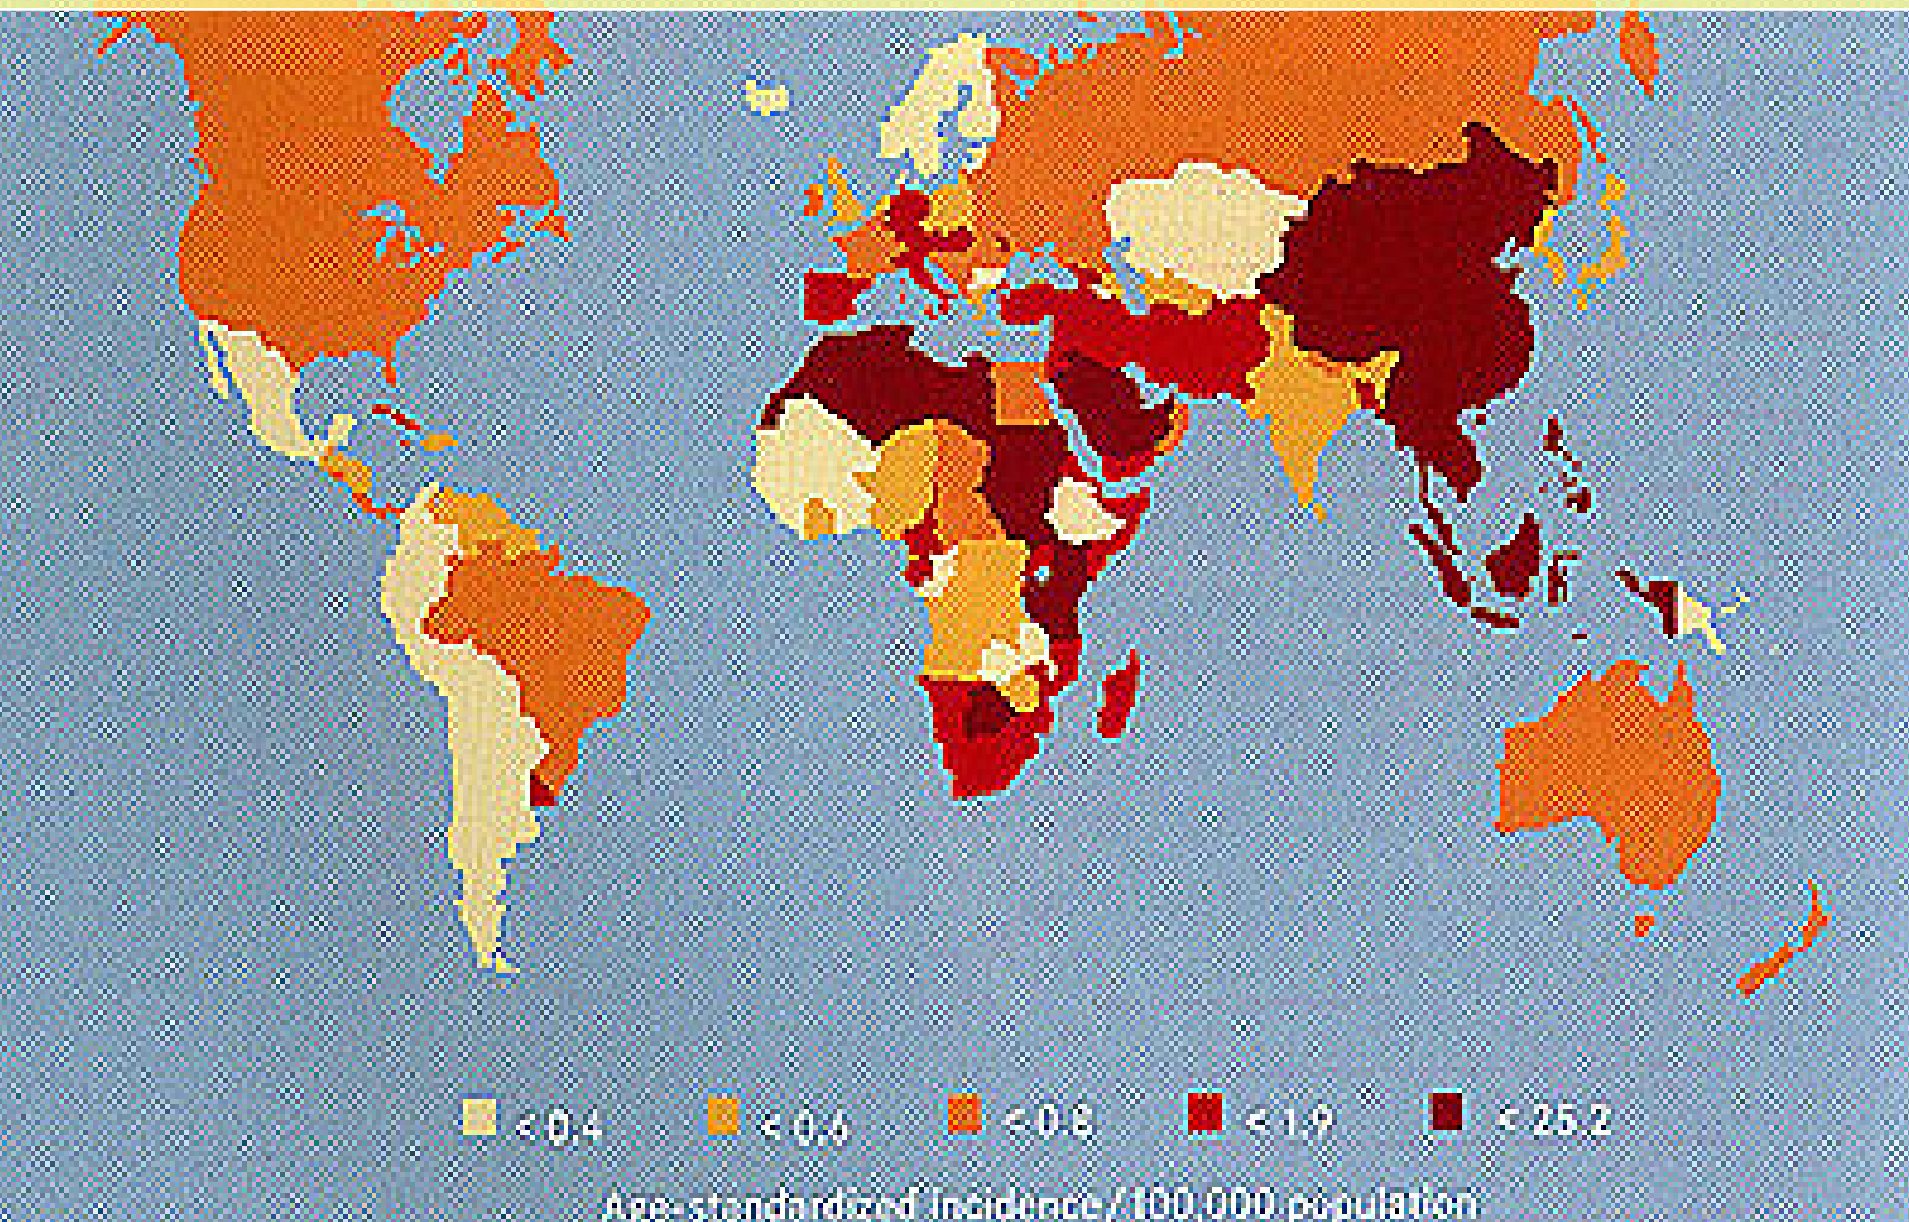 < 0.4 < 0.6 < 0.8 < 1.9 < 25.2
Age-standardized incidence/100,000 population